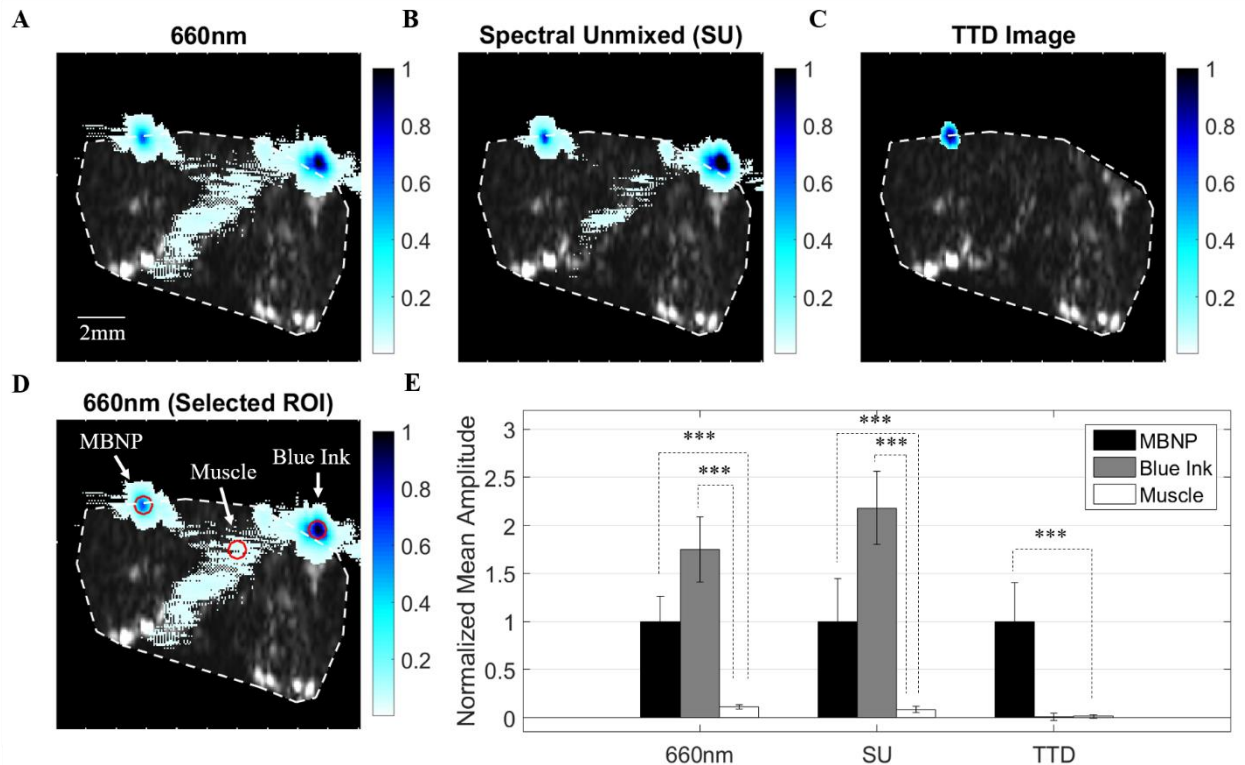 A
660nm
1
0.8
0.6
0.4
0.2
2mm
B
Spectral Unmixed (SU)
1
0.8
0.6
0.4
0.2
C
TTD Image
1
0.8
0.6
0.4
0.2
D
660nm (Selected ROI)
MBNP
Muscle
Blue Ink
1
0.8
0.6
0.4
0.2
E
Normalized Mean Amplitude
3
2.5
2
1.5
1
0.5
0
***
***
***
***
***
MBNP
Blue Ink
Muscle
660nm
SU
TTD